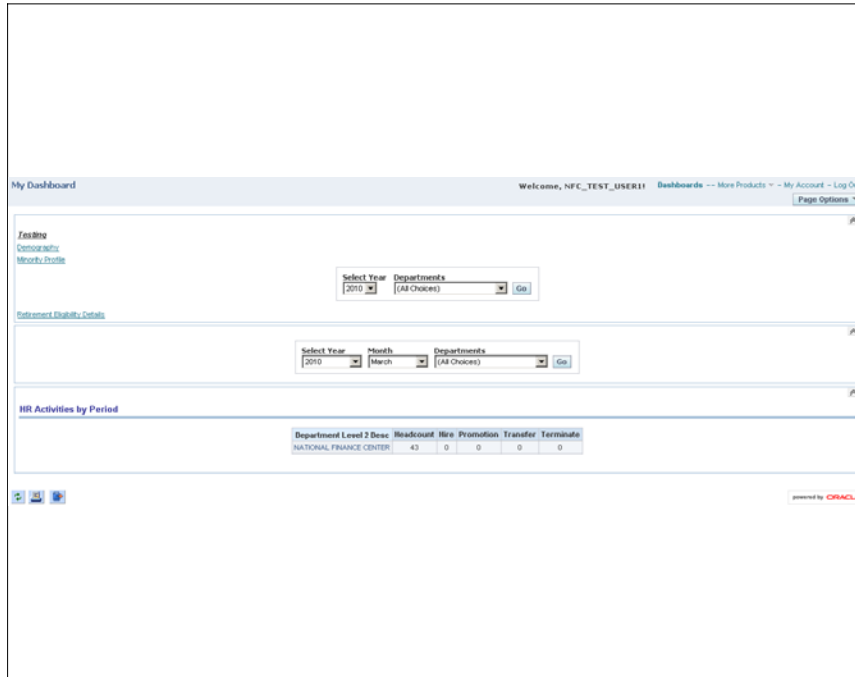 My Dashboard
Welcome, NFC_TEST_USER1! Dashboards -- More Products - My Account - Log O
Page Options
Testing
Demography
Minority Profile
Select Year Departments
2010 (All Choices) Go
Retirement Eligibility Details
Select Year Month Departments
2010 March (All Choices) Go
HR Activities by Period
Department Level 2 Desc Headcount Hire Promotion Transfer Terminate
NATIONAL FINANCE CENTER 43 0 0 0 0
powered by ORACL